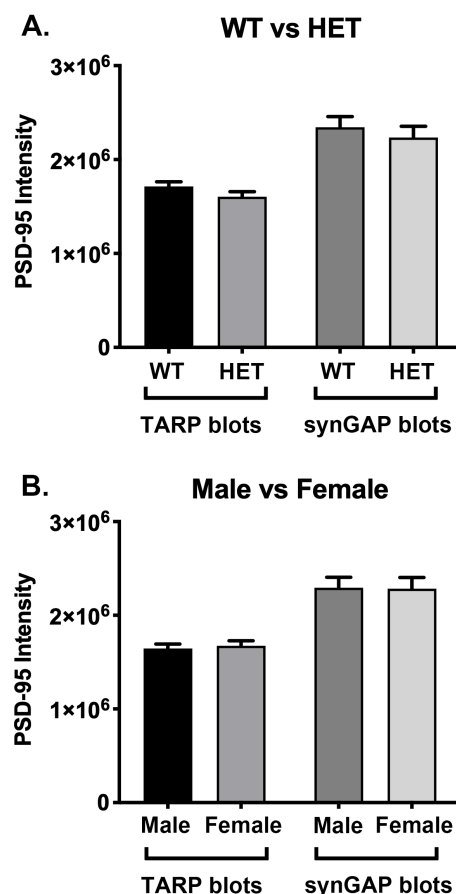 A.
WT vs HET
PSD-95 Intensity
3×10⁶
2×10⁶
1×10⁶
0
WT HET WT HET
TARP blots synGAP blots
B.
Male vs Female
PSD-95 Intensity
3×10⁶
2×10⁶
1×10⁶
0
Male Female Male Female
TARP blots synGAP blots